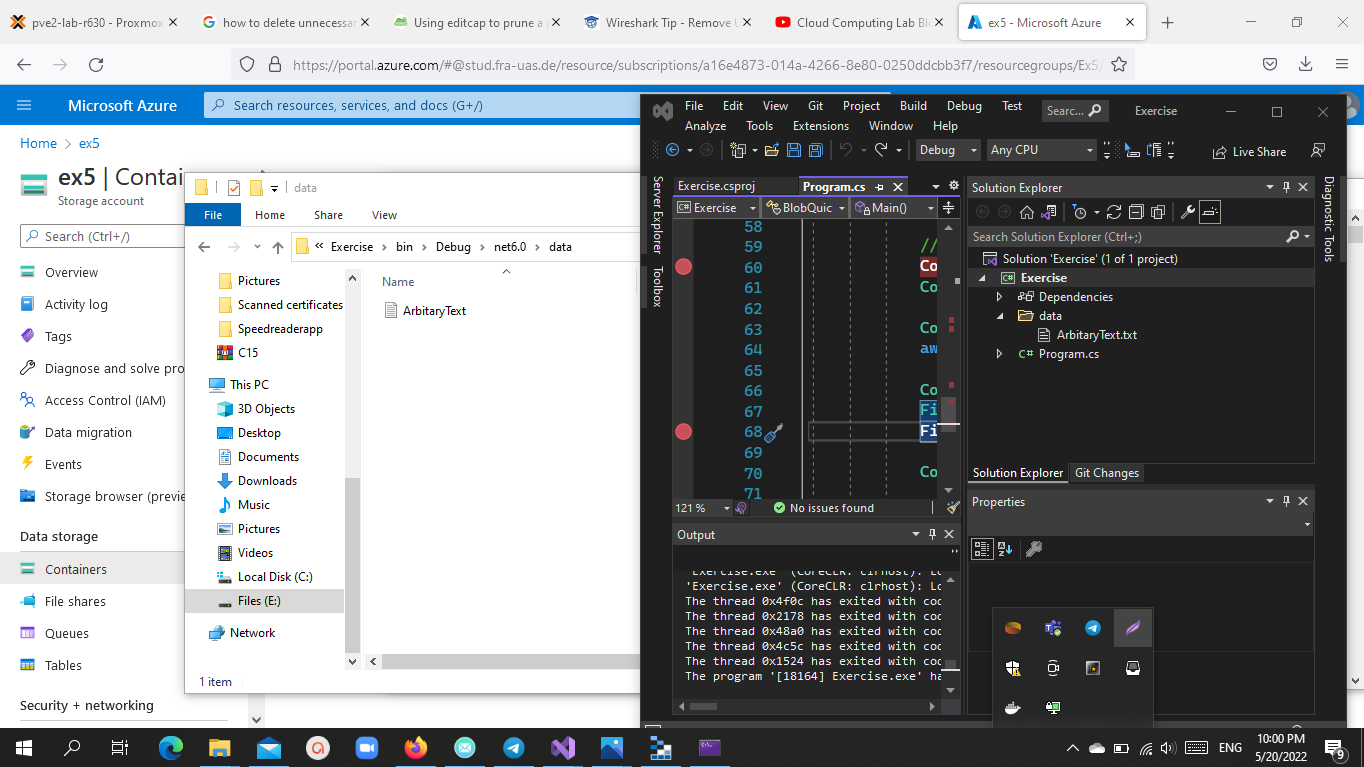 pve2-lab-r630 - Proxmox
how to delete unnecessar
Using editcap to prune a p
Wireshark Tip - Remove U
Cloud Computing Lab Blo
ex5 - Microsoft Azure
https://portal.azure.com/#@stud.fra-uas.de/resource/subscriptions/a16e4873-014a-4266-8e80-0250ddcbb3f7/resourcegroups/Ex5/
Microsoft Azure
Search resources, services, and docs (G+/)
Home > ex5
ex5 | Contai
Storage account
Search (Ctrl+/)
Overview
Activity log
Tags
Diagnose and solve pro
Access Control (IAM)
Data migration
Events
Storage browser (previe
Data storage
Containers
File shares
Queues
Tables
Security + networking
data
File Home Share View
« Exercise > bin > Debug > net6.0 > data
Name
ArbitaryText
Pictures
Scanned certificates
Speedreaderapp
C15
This PC
3D Objects
Desktop
Documents
Downloads
Music
Pictures
Videos
Local Disk (C:)
Files (E:)
Network
1 item
File Edit View Git Project Build Debug Test
Searc...
Exercise
Analyze Tools Extensions Window Help
Debug
Any CPU
Live Share
Server Explorer
Toolbox
Exercise.csproj
Program.cs
C# Exercise
BlobQuic
Main()
58
59 //
60 Co
61 Co
62
63 Co
64 aw
65
66 Co
67 Fi
68 Fi
69
70 Co
71
121 %
No issues found
Output
'Exercise.exe' (CoreCLR: clrhost): Lo
'Exercise.exe' (CoreCLR: clrhost): Lo
The thread 0x4f0c has exited with cod
The thread 0x2178 has exited with cod
The thread 0x48a0 has exited with cod
The thread 0x4c5c has exited with cod
The thread 0x1524 has exited with cod
The program '[18164] Exercise.exe' ha
Solution Explorer
Search Solution Explorer (Ctrl+;)
Solution 'Exercise' (1 of 1 project)
C# Exercise
Dependencies
data
ArbitaryText.txt
C# Program.cs
Solution Explorer Git Changes
Properties
Diagnostic Tools
ENG
10:00 PM
5/20/2022
9